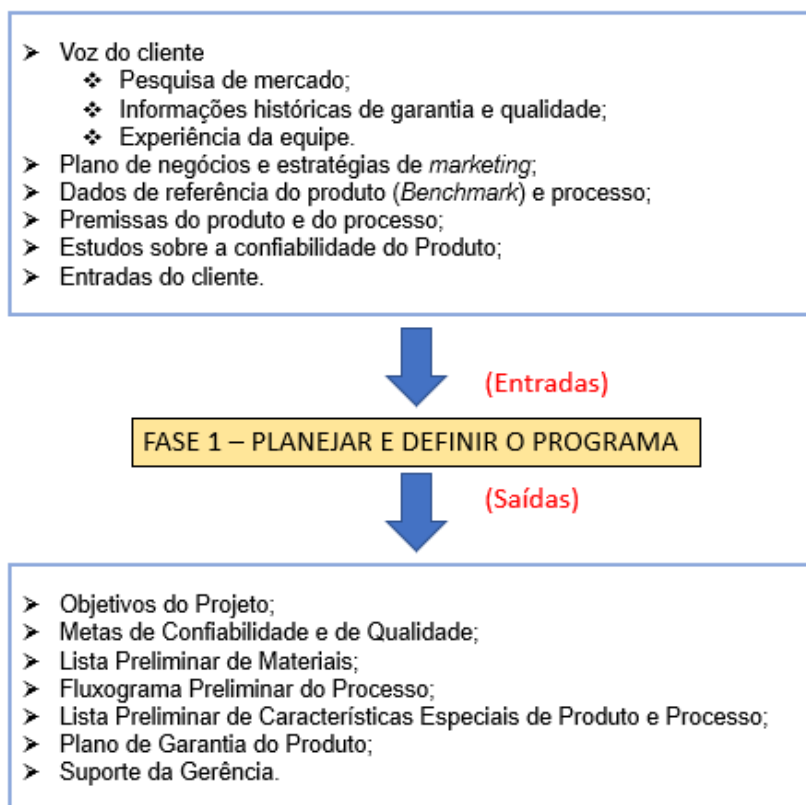 ➤ Voz do cliente
❖ Pesquisa de mercado;
❖ Informações históricas de garantia e qualidade;
❖ Experiência da equipe.
➤ Plano de negócios e estratégias de marketing;
➤ Dados de referência do produto (Benchmark) e processo;
➤ Premissas do produto e do processo;
➤ Estudos sobre a confiabilidade do Produto;
➤ Entradas do cliente.
(Entradas)
FASE 1 – PLANEJAR E DEFINIR O PROGRAMA
(Saídas)
➤ Objetivos do Projeto;
➤ Metas de Confiabilidade e de Qualidade;
➤ Lista Preliminar de Materiais;
➤ Fluxograma Preliminar do Processo;
➤ Lista Preliminar de Características Especiais de Produto e Processo;
➤ Plano de Garantia do Produto;
➤ Suporte da Gerência.